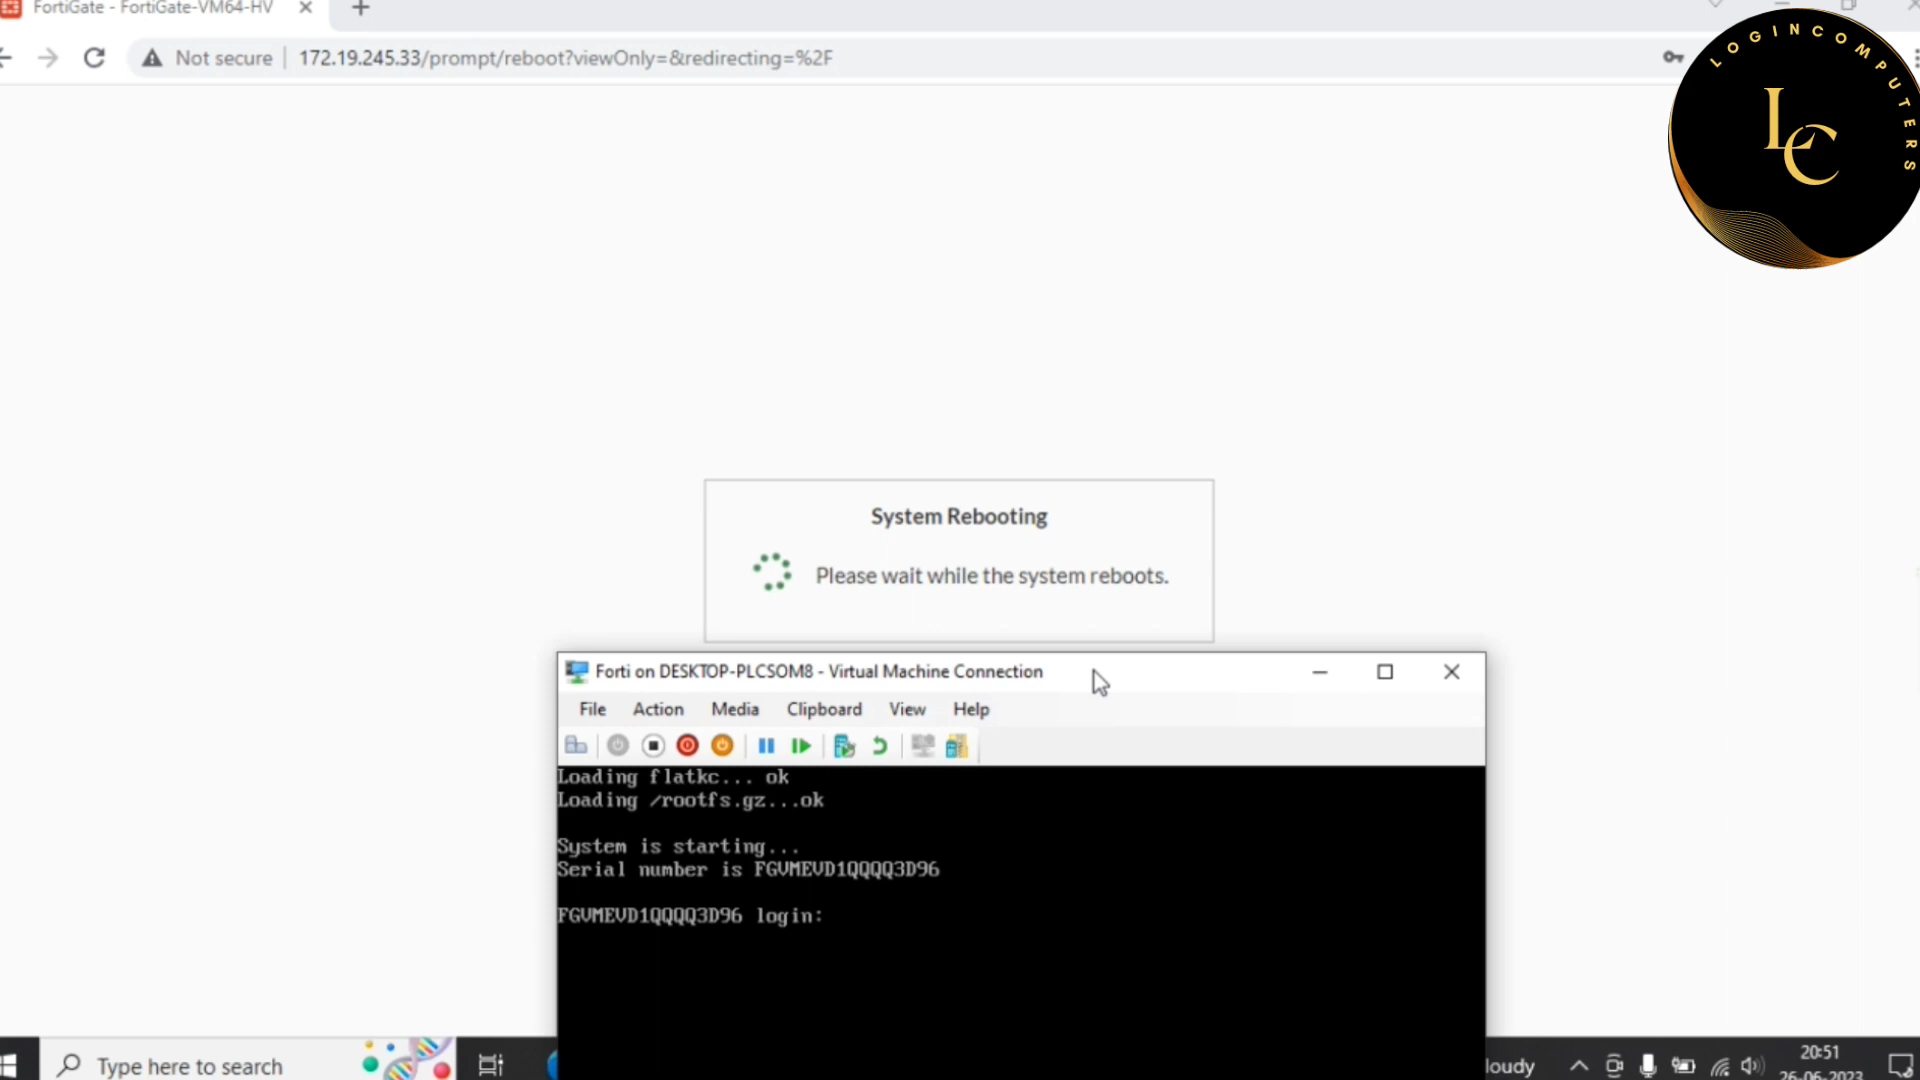 FortiGate - FortiGate-VM64-HV
Not secure
172.19.245.33/prompt/reboot?viewOnly=&redirecting=%2F
LOGINCOMPUTERS
LC
System Rebooting
Please wait while the system reboots.
Forti on DESKTOP-PLCSOM8 - Virtual Machine Connection
File Action Media Clipboard View Help
Loading flatkc... ok
Loading /rootfs.gz...ok
System is starting...
Serial number is FGVMEVD1QQQQ3D96
FGVMEVD1QQQQ3D96 login:
Type here to search
loudy
20:51
26-06-2023